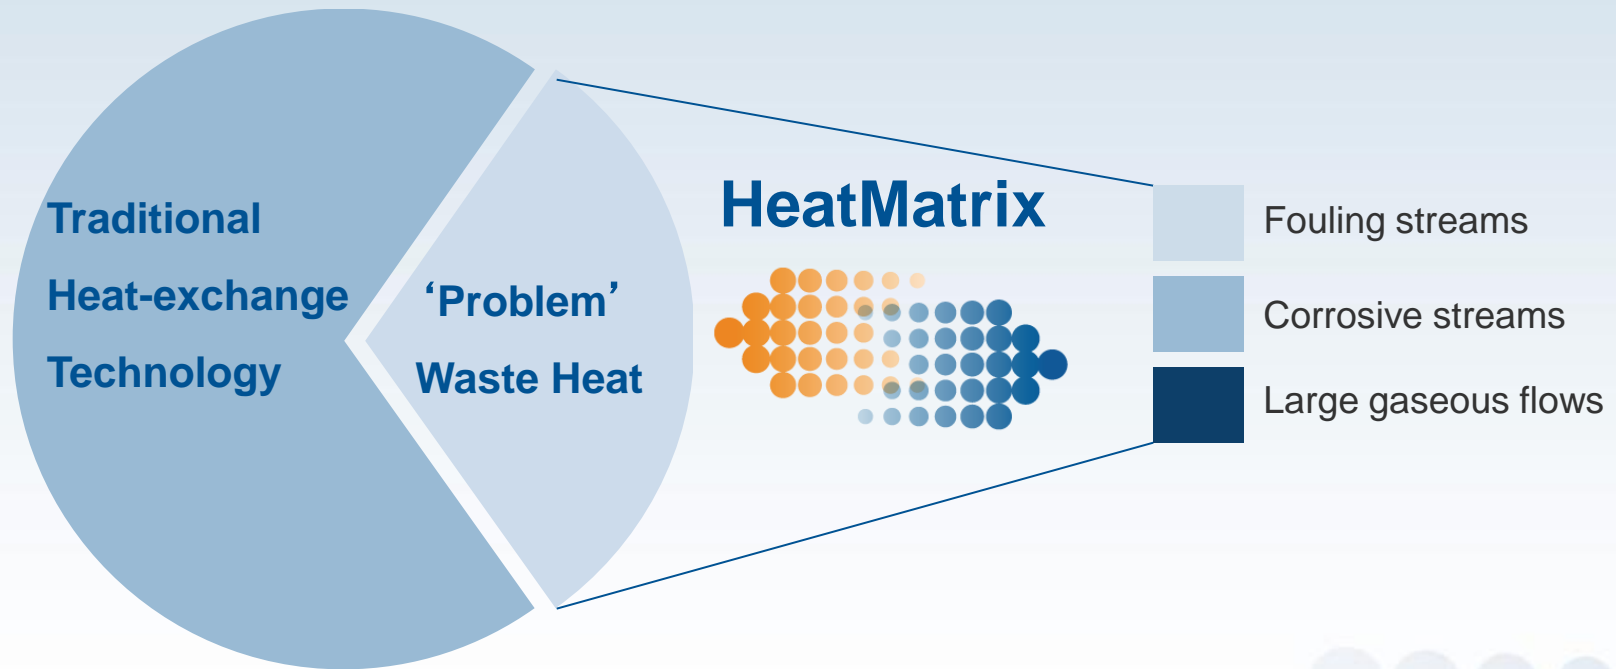 Traditional
Heat-exchange
Technology
‘Problem’
Waste Heat
HeatMatrix
Fouling streams
Corrosive streams
Large gaseous flows